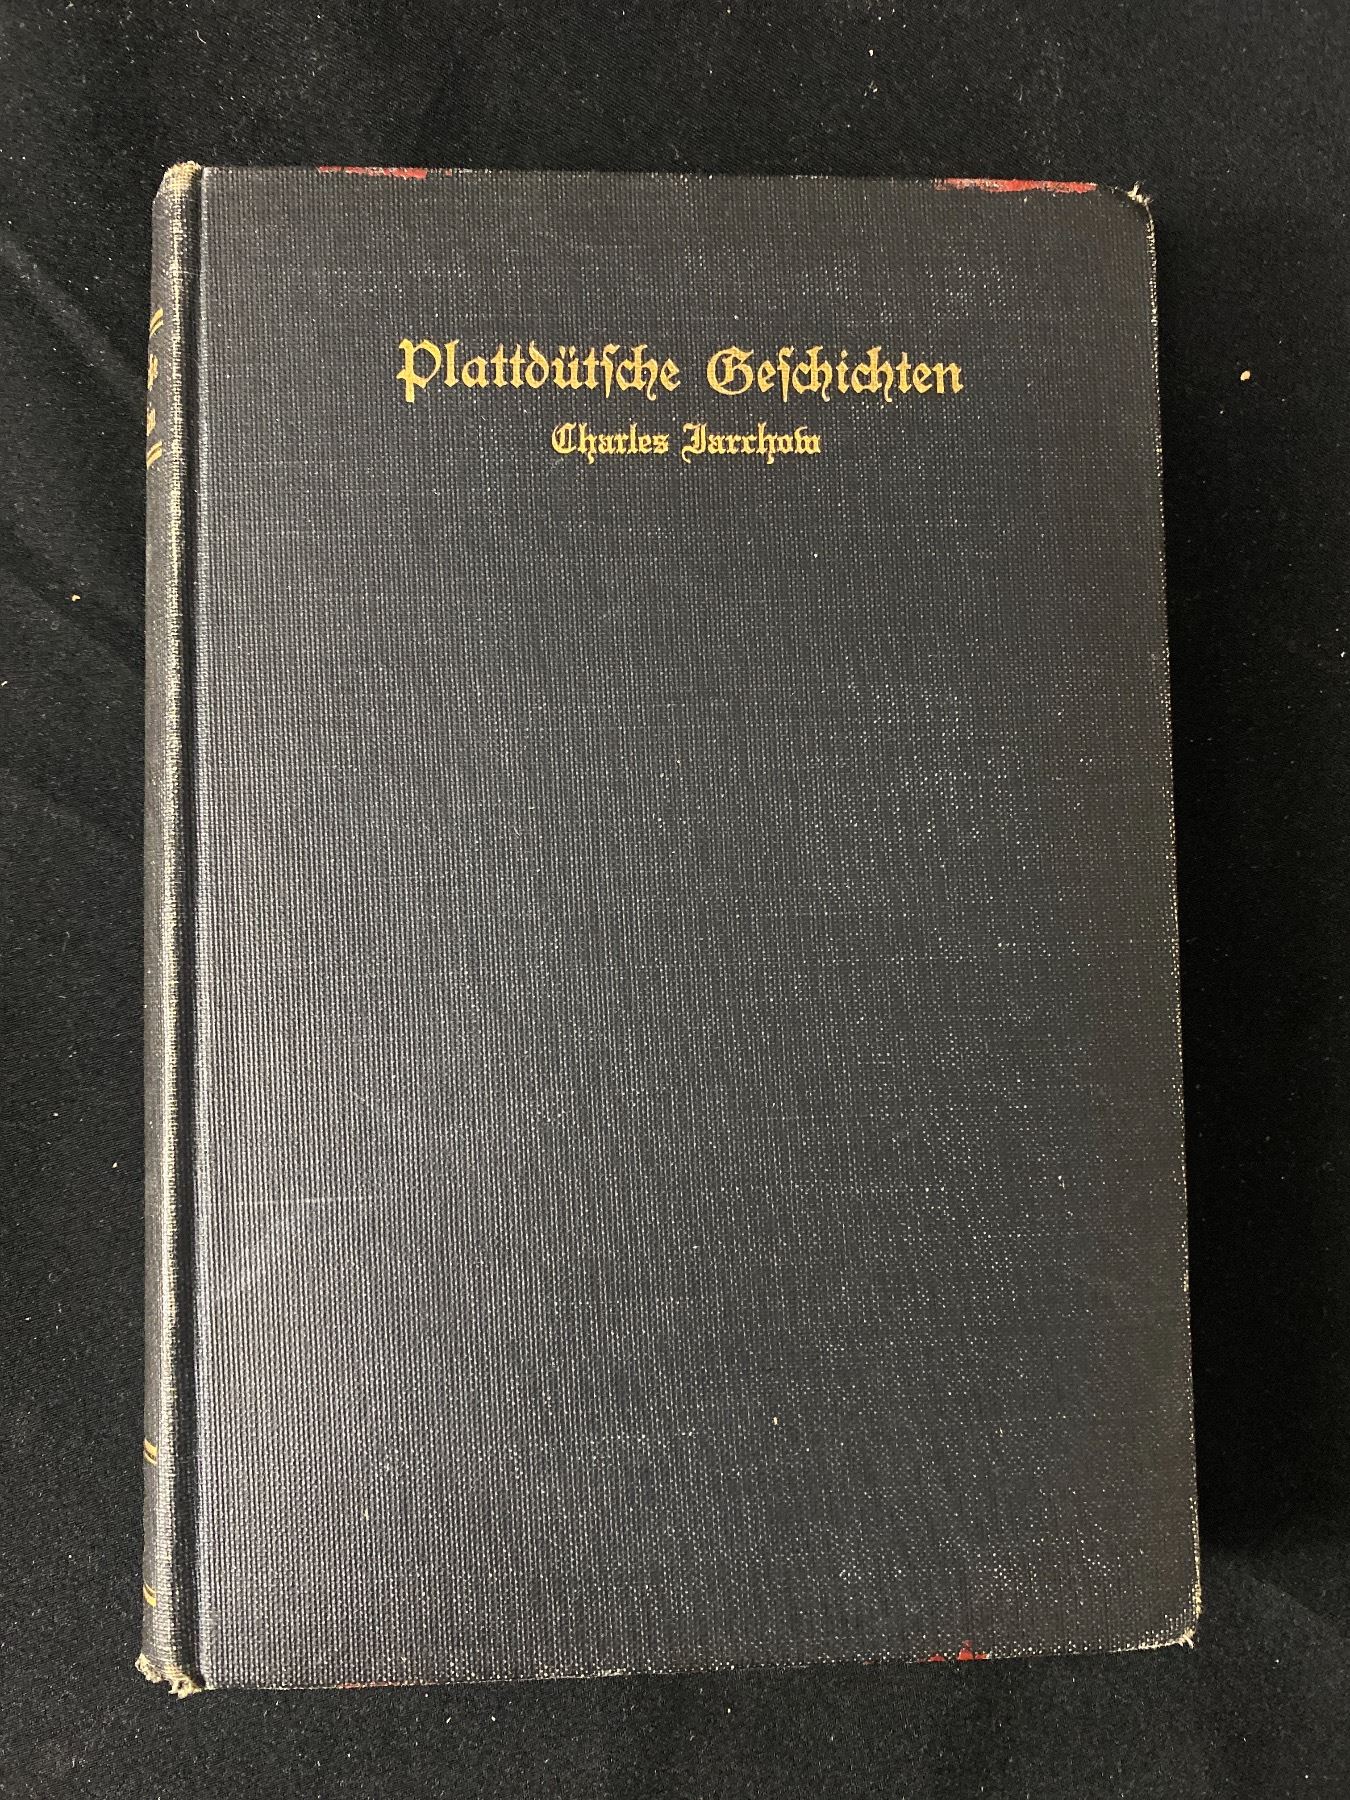 Plattdütſche Geſchichten
Charles Jarchow